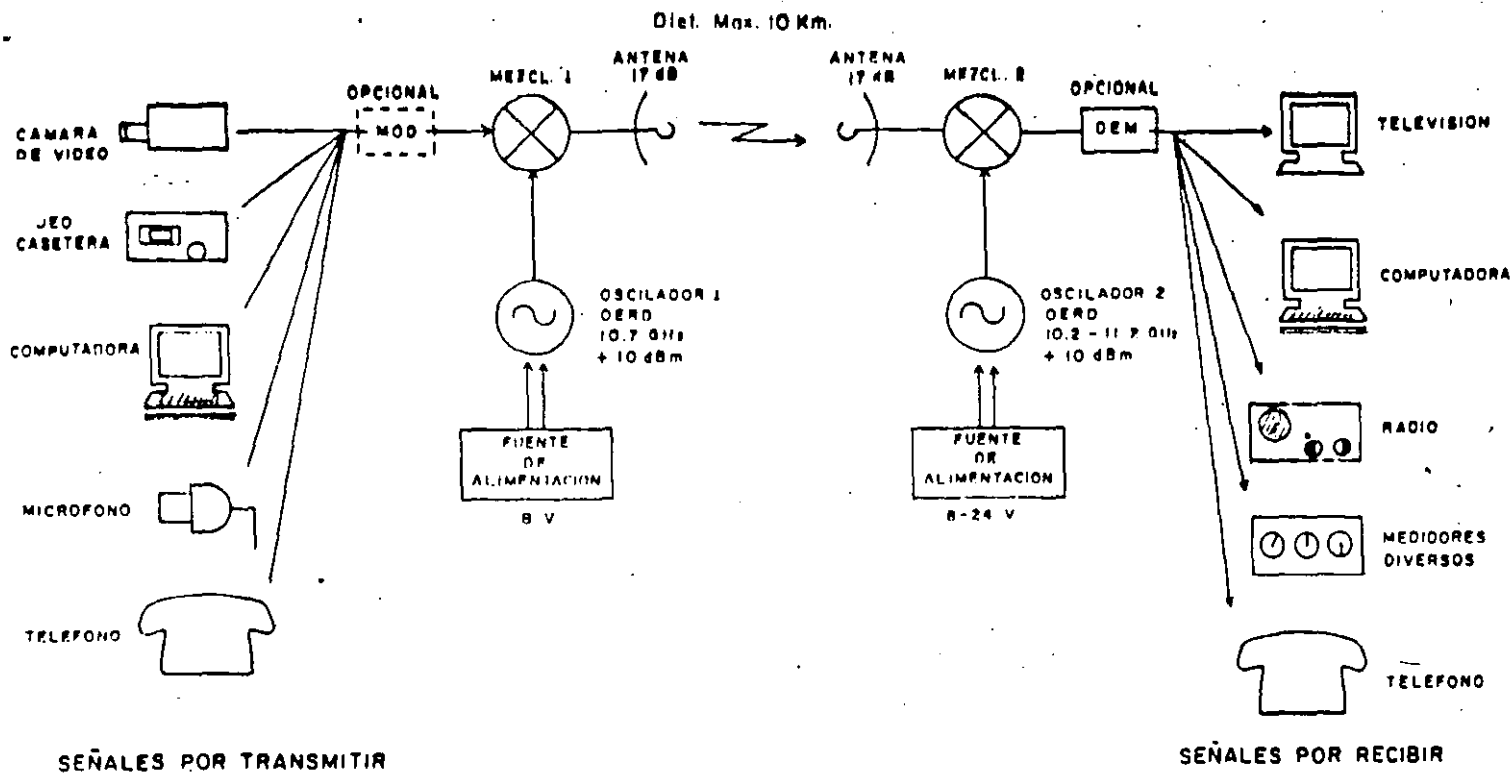 Dist. Max. 10 Km.
ANTENA
17 dB
MEZCL. 1
OPCIONAL
MOD
CAMARA
DE VIDEO
CASETERA
COMPUTADORA
MICROFONO
TELEFONO
OSCILADOR 1
OERD
10.7 GHz
+ 10 dBm
FUENTE
DE
ALIMENTACION
8 V
ANTENA
17 dB
MEZCL. 2
OPCIONAL
DEM
OSCILADOR 2
OERD
10.2 - 11.2 GHz
+ 10 dBm
FUENTE
DE
ALIMENTACION
8-24 V
TELEVISION
COMPUTADORA
RADIO
MEDIDORES
DIVERSOS
TELEFONO
SEÑALES POR TRANSMITIR
SEÑALES POR RECIBIR